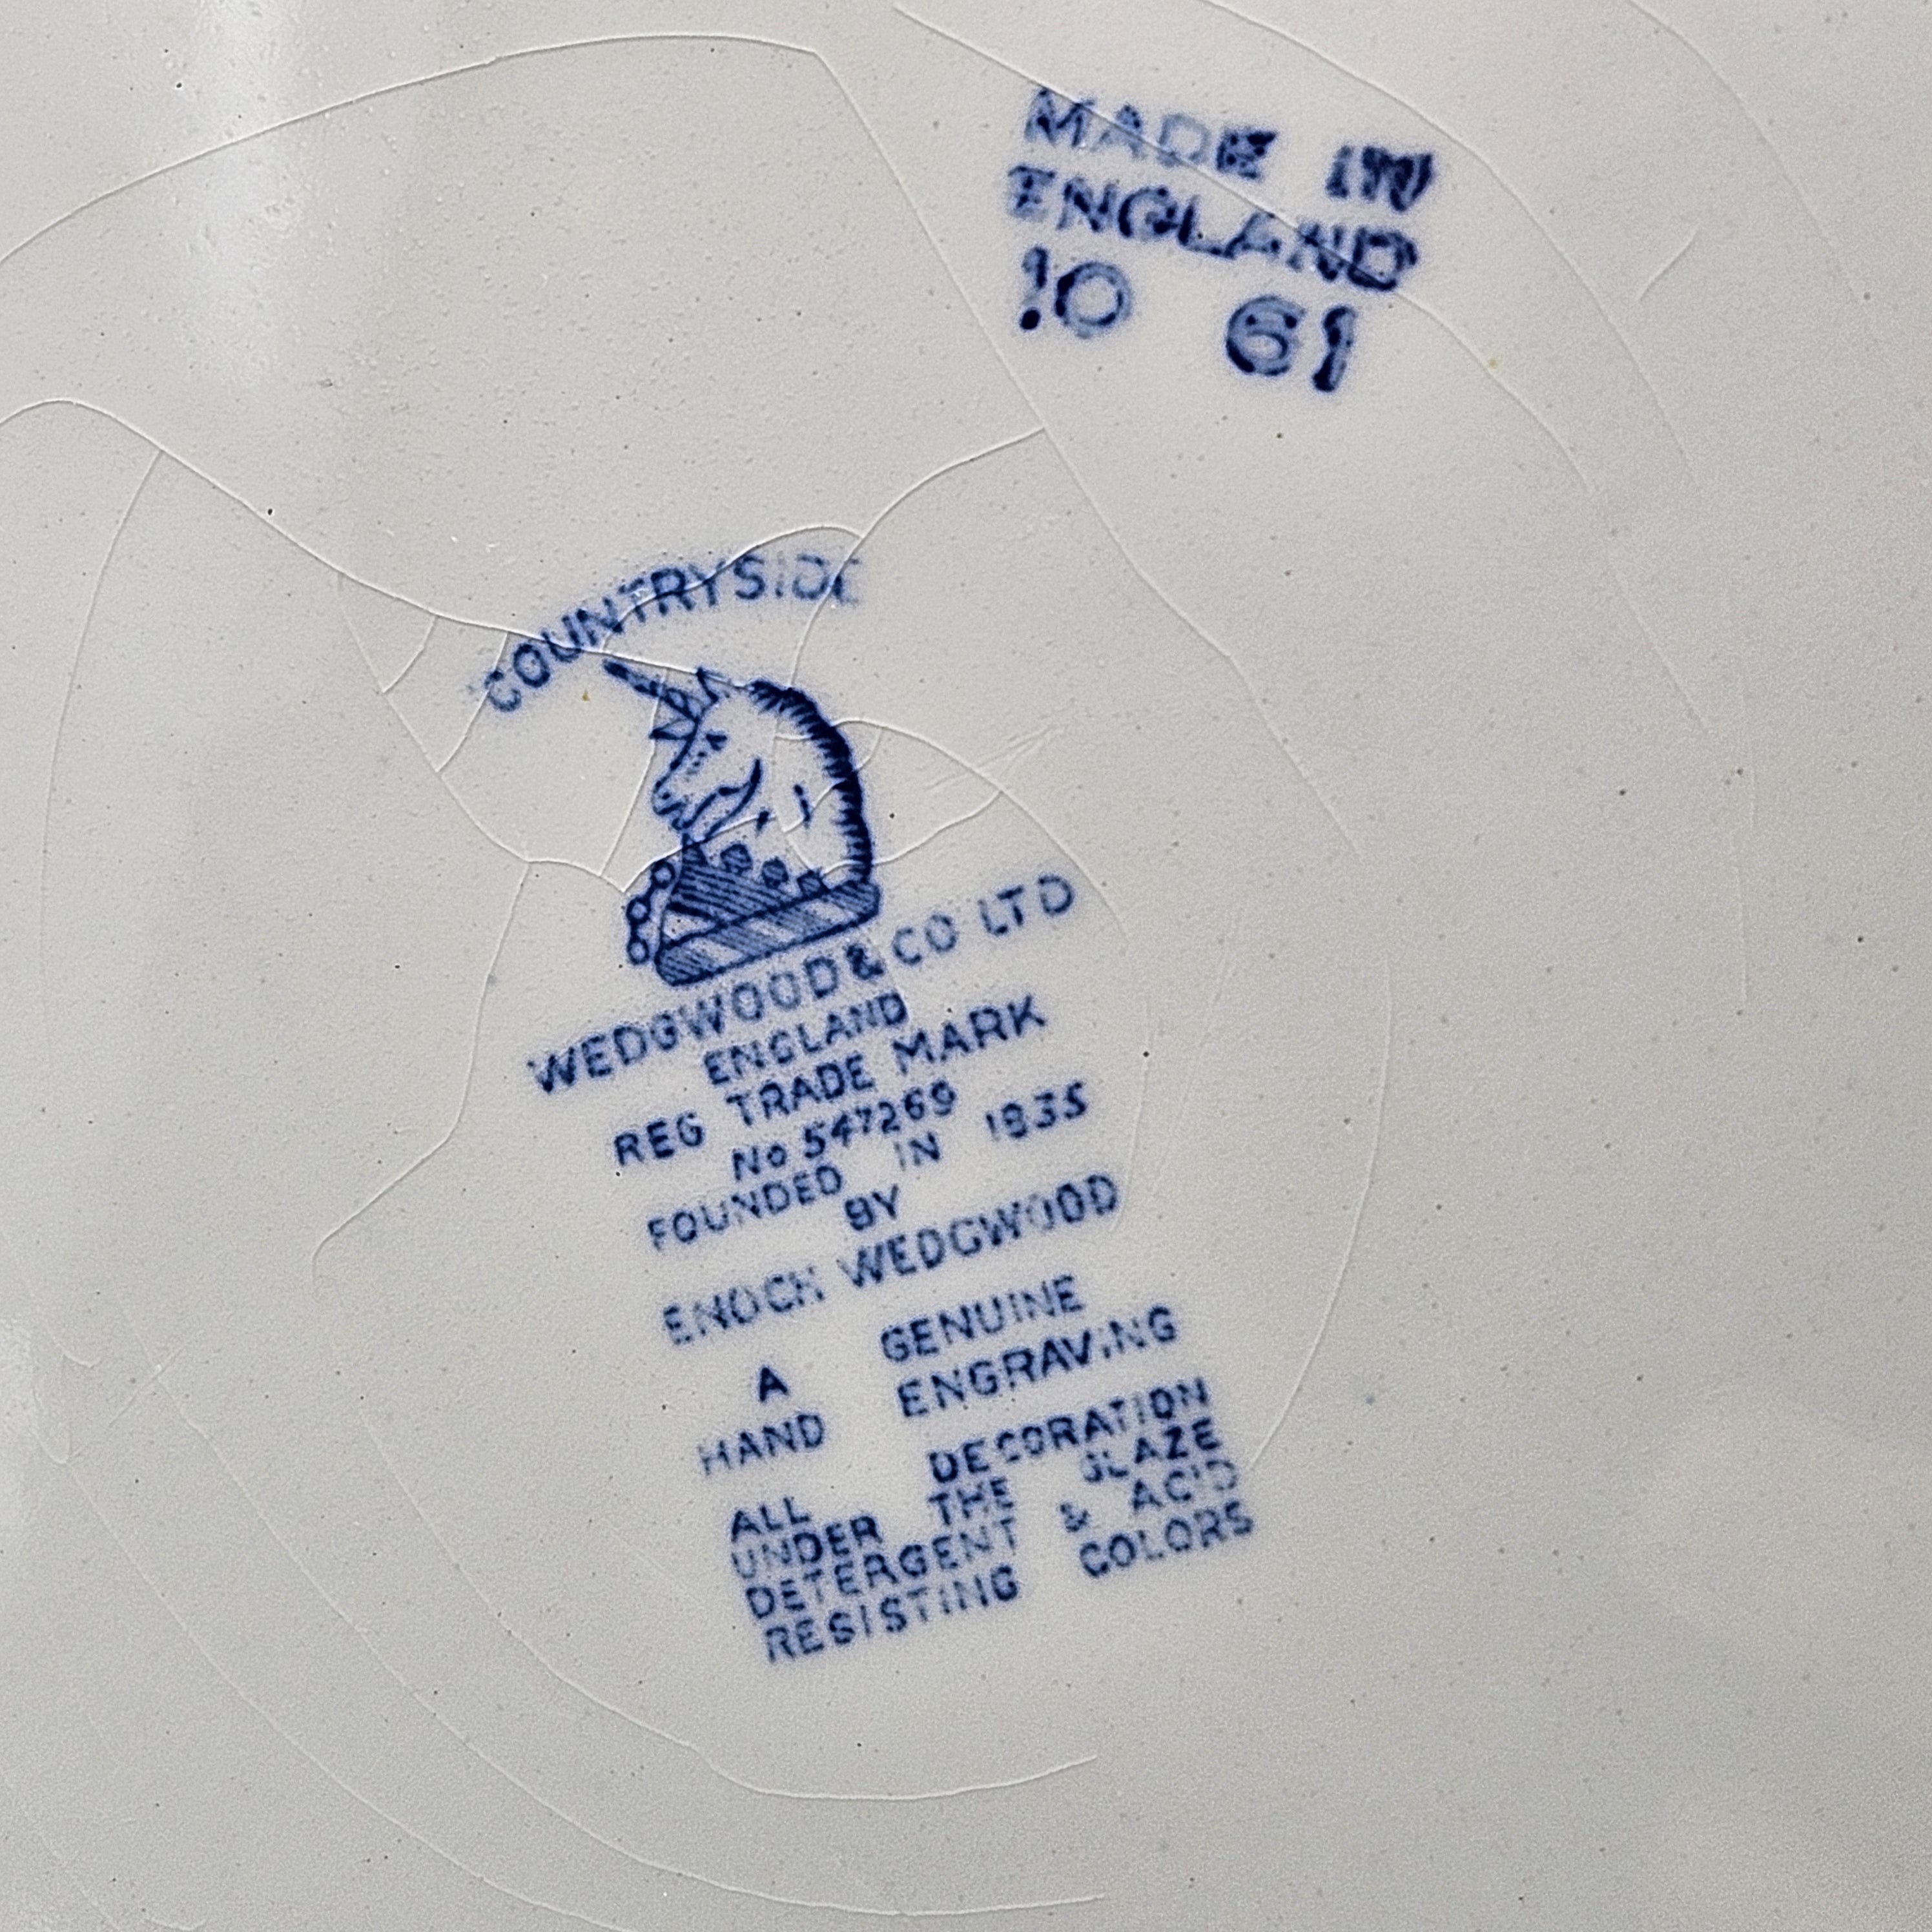 MADE IN
ENGLAND
10 61
COUNTRYSIDE
WEDGWOOD & CO LTD
ENGLAND
REG TRADE MARK
No 547269
FOUNDED IN 1835
BY
ENOCH WEDGWOOD
A GENUINE
HAND ENGRAVING
ALL DECORATION
UNDER THE GLAZE
DETERGENT & ACID
RESISTING COLORS